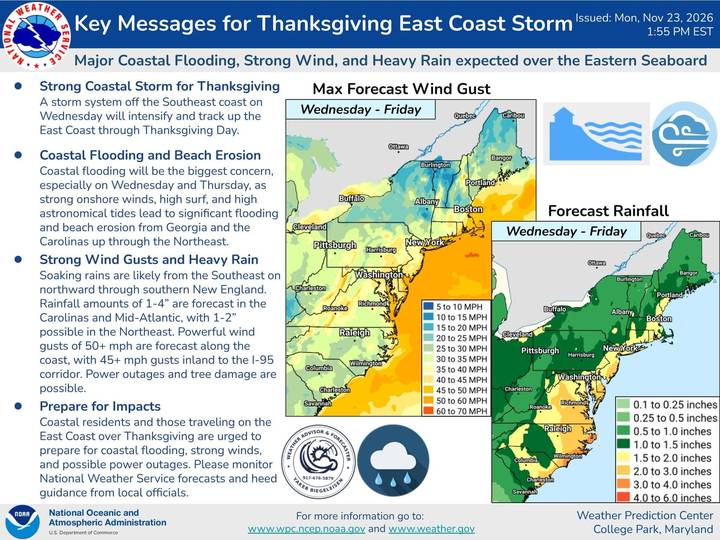 NATIONAL WEATHER SERVICE
Key Messages for Thanksgiving East Coast Storm
Issued: Mon, Nov 23, 2026
1:55 PM EST
Major Coastal Flooding, Strong Wind, and Heavy Rain expected over the Eastern Seaboard
● Strong Coastal Storm for Thanksgiving
A storm system off the Southeast coast on
Wednesday will intensify and track up the
East Coast through Thanksgiving Day.
● Coastal Flooding and Beach Erosion
Coastal flooding will be the biggest concern,
especially on Wednesday and Thursday, as
strong onshore winds, high surf, and high
astronomical tides lead to significant flooding
and beach erosion from Georgia and the
Carolinas up through the Northeast.
● Strong Wind Gusts and Heavy Rain
Soaking rains are likely from the Southeast on
northward through southern New England.
Rainfall amounts of 1-4” are forecast in the
Carolinas and Mid-Atlantic, with 1-2”
possible in the Northeast. Powerful wind
gusts of 50+ mph are forecast along the
coast, with 45+ mph gusts inland to the I-95
corridor. Power outages and tree damage are
possible.
● Prepare for Impacts
Coastal residents and those traveling on the
East Coast over Thanksgiving are urged to
prepare for coastal flooding, strong winds,
and possible power outages. Please monitor
National Weather Service forecasts and heed
guidance from local officials.
Max Forecast Wind Gust
Wednesday - Friday
Quebec
Caribou
Ottawa
Bangor
Burlington
Portland
Buffalo
Albany
Boston
Cleveland
New York
Pittsburgh
Harrisburg
Washington
Charleston
Richmond
Roanoke
Raleigh
Columbia
Wilmington
Charleston
Savannah
5 to 10 MPH
10 to 15 MPH
15 to 20 MPH
20 to 25 MPH
25 to 30 MPH
30 to 35 MPH
35 to 40 MPH
40 to 45 MPH
45 to 50 MPH
50 to 60 MPH
60 to 70 MPH
Forecast Rainfall
Wednesday - Friday
Quebec
Caribou
Ottawa
Bangor
Burlington
Portland
Buffalo
Albany
Boston
Cleveland
New York
Pittsburgh
Harrisburg
Washington
Charleston
Richmond
Roanoke
Raleigh
Columbia
Wilmington
Charleston
Savannah
0.1 to 0.25 inches
0.25 to 0.5 inches
0.5 to 1.0 inches
1.0 to 1.5 inches
1.5 to 2.0 inches
2.0 to 3.0 inches
3.0 to 4.0 inches
4.0 to 6.0 inches
WEATHER ADVISOR & FORECASTER
917-476-5879
YAKER BIEGELEISEN
NOAA
National Oceanic and
Atmospheric Administration
U.S. Department of Commerce
For more information go to:
www.wpc.ncep.noaa.gov and www.weather.gov
Weather Prediction Center
College Park, Maryland